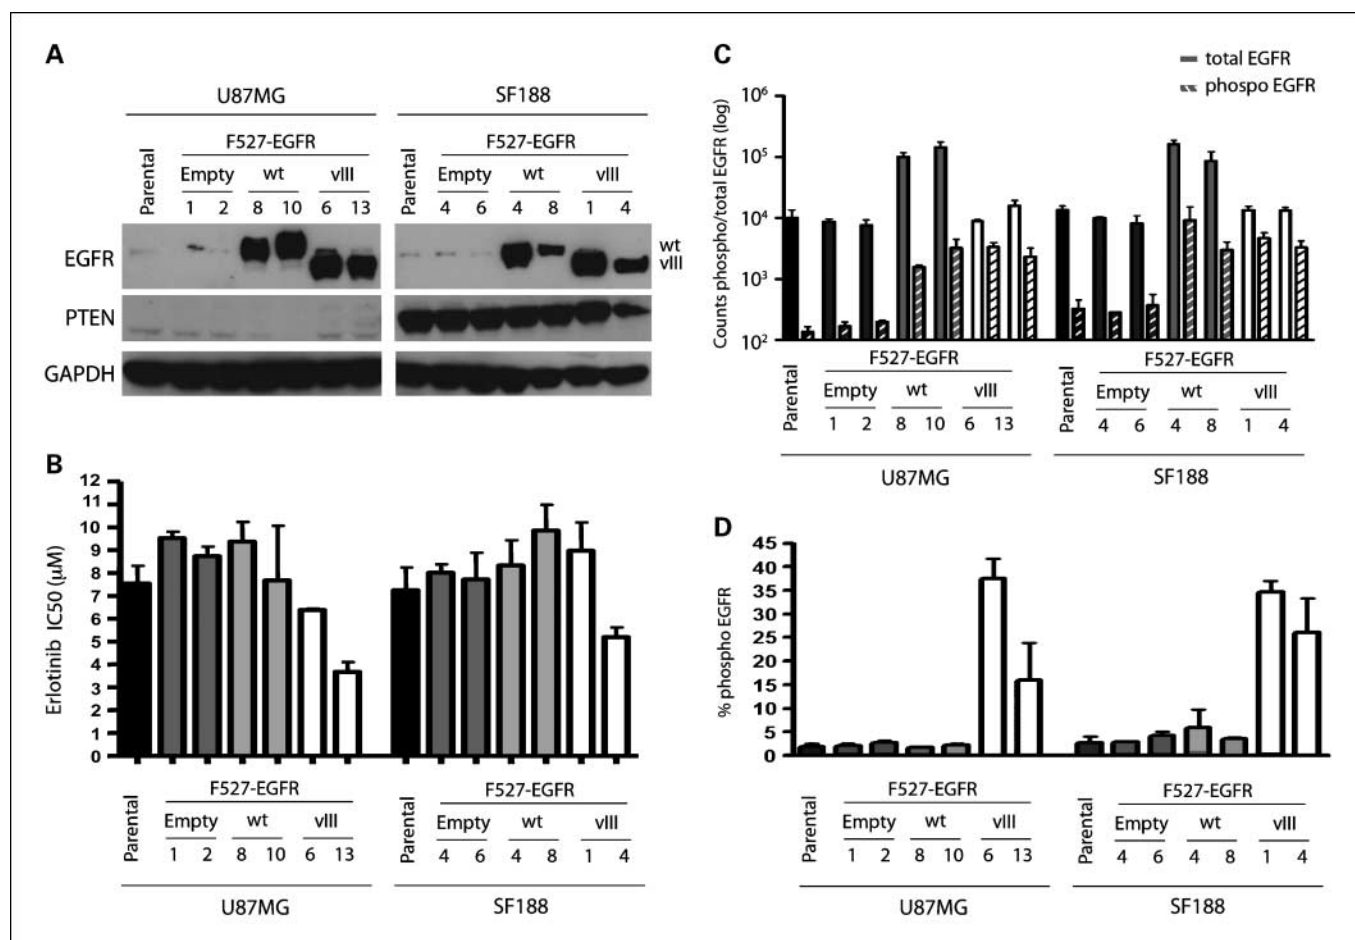 A
U87MG
SF188
F527-EGFR
F527-EGFR
Parental
Empty
wt
vIII
Parental
Empty
wt
vIII
1 2 8 10 6 13
4 6 4 8 1 4
EGFR
wt
vIII
PTEN
GAPDH
B
Erlotinib IC50 (µM)
12
11
10
9
8
7
6
5
4
3
2
1
0
Parental
F527-EGFR
Empty wt vIII
1 2 8 10 6 13
U87MG
Parental
F527-EGFR
Empty wt vIII
4 6 4 8 1 4
SF188
C
total EGFR
phospo EGFR
Counts phospho/total EGFR (log)
10⁶
10⁵
10⁴
10³
10²
Parental
F527-EGFR
Empty wt vIII
1 2 8 10 6 13
U87MG
Parental
F527-EGFR
Empty wt vIII
4 6 4 8 1 4
SF188
D
% phospho EGFR
45
40
35
30
25
20
15
10
5
0
Parental
F527-EGFR
Empty wt vIII
1 2 8 10 6 13
U87MG
Parental
F527-EGFR
Empty wt vIII
4 6 4 8 1 4
SF188